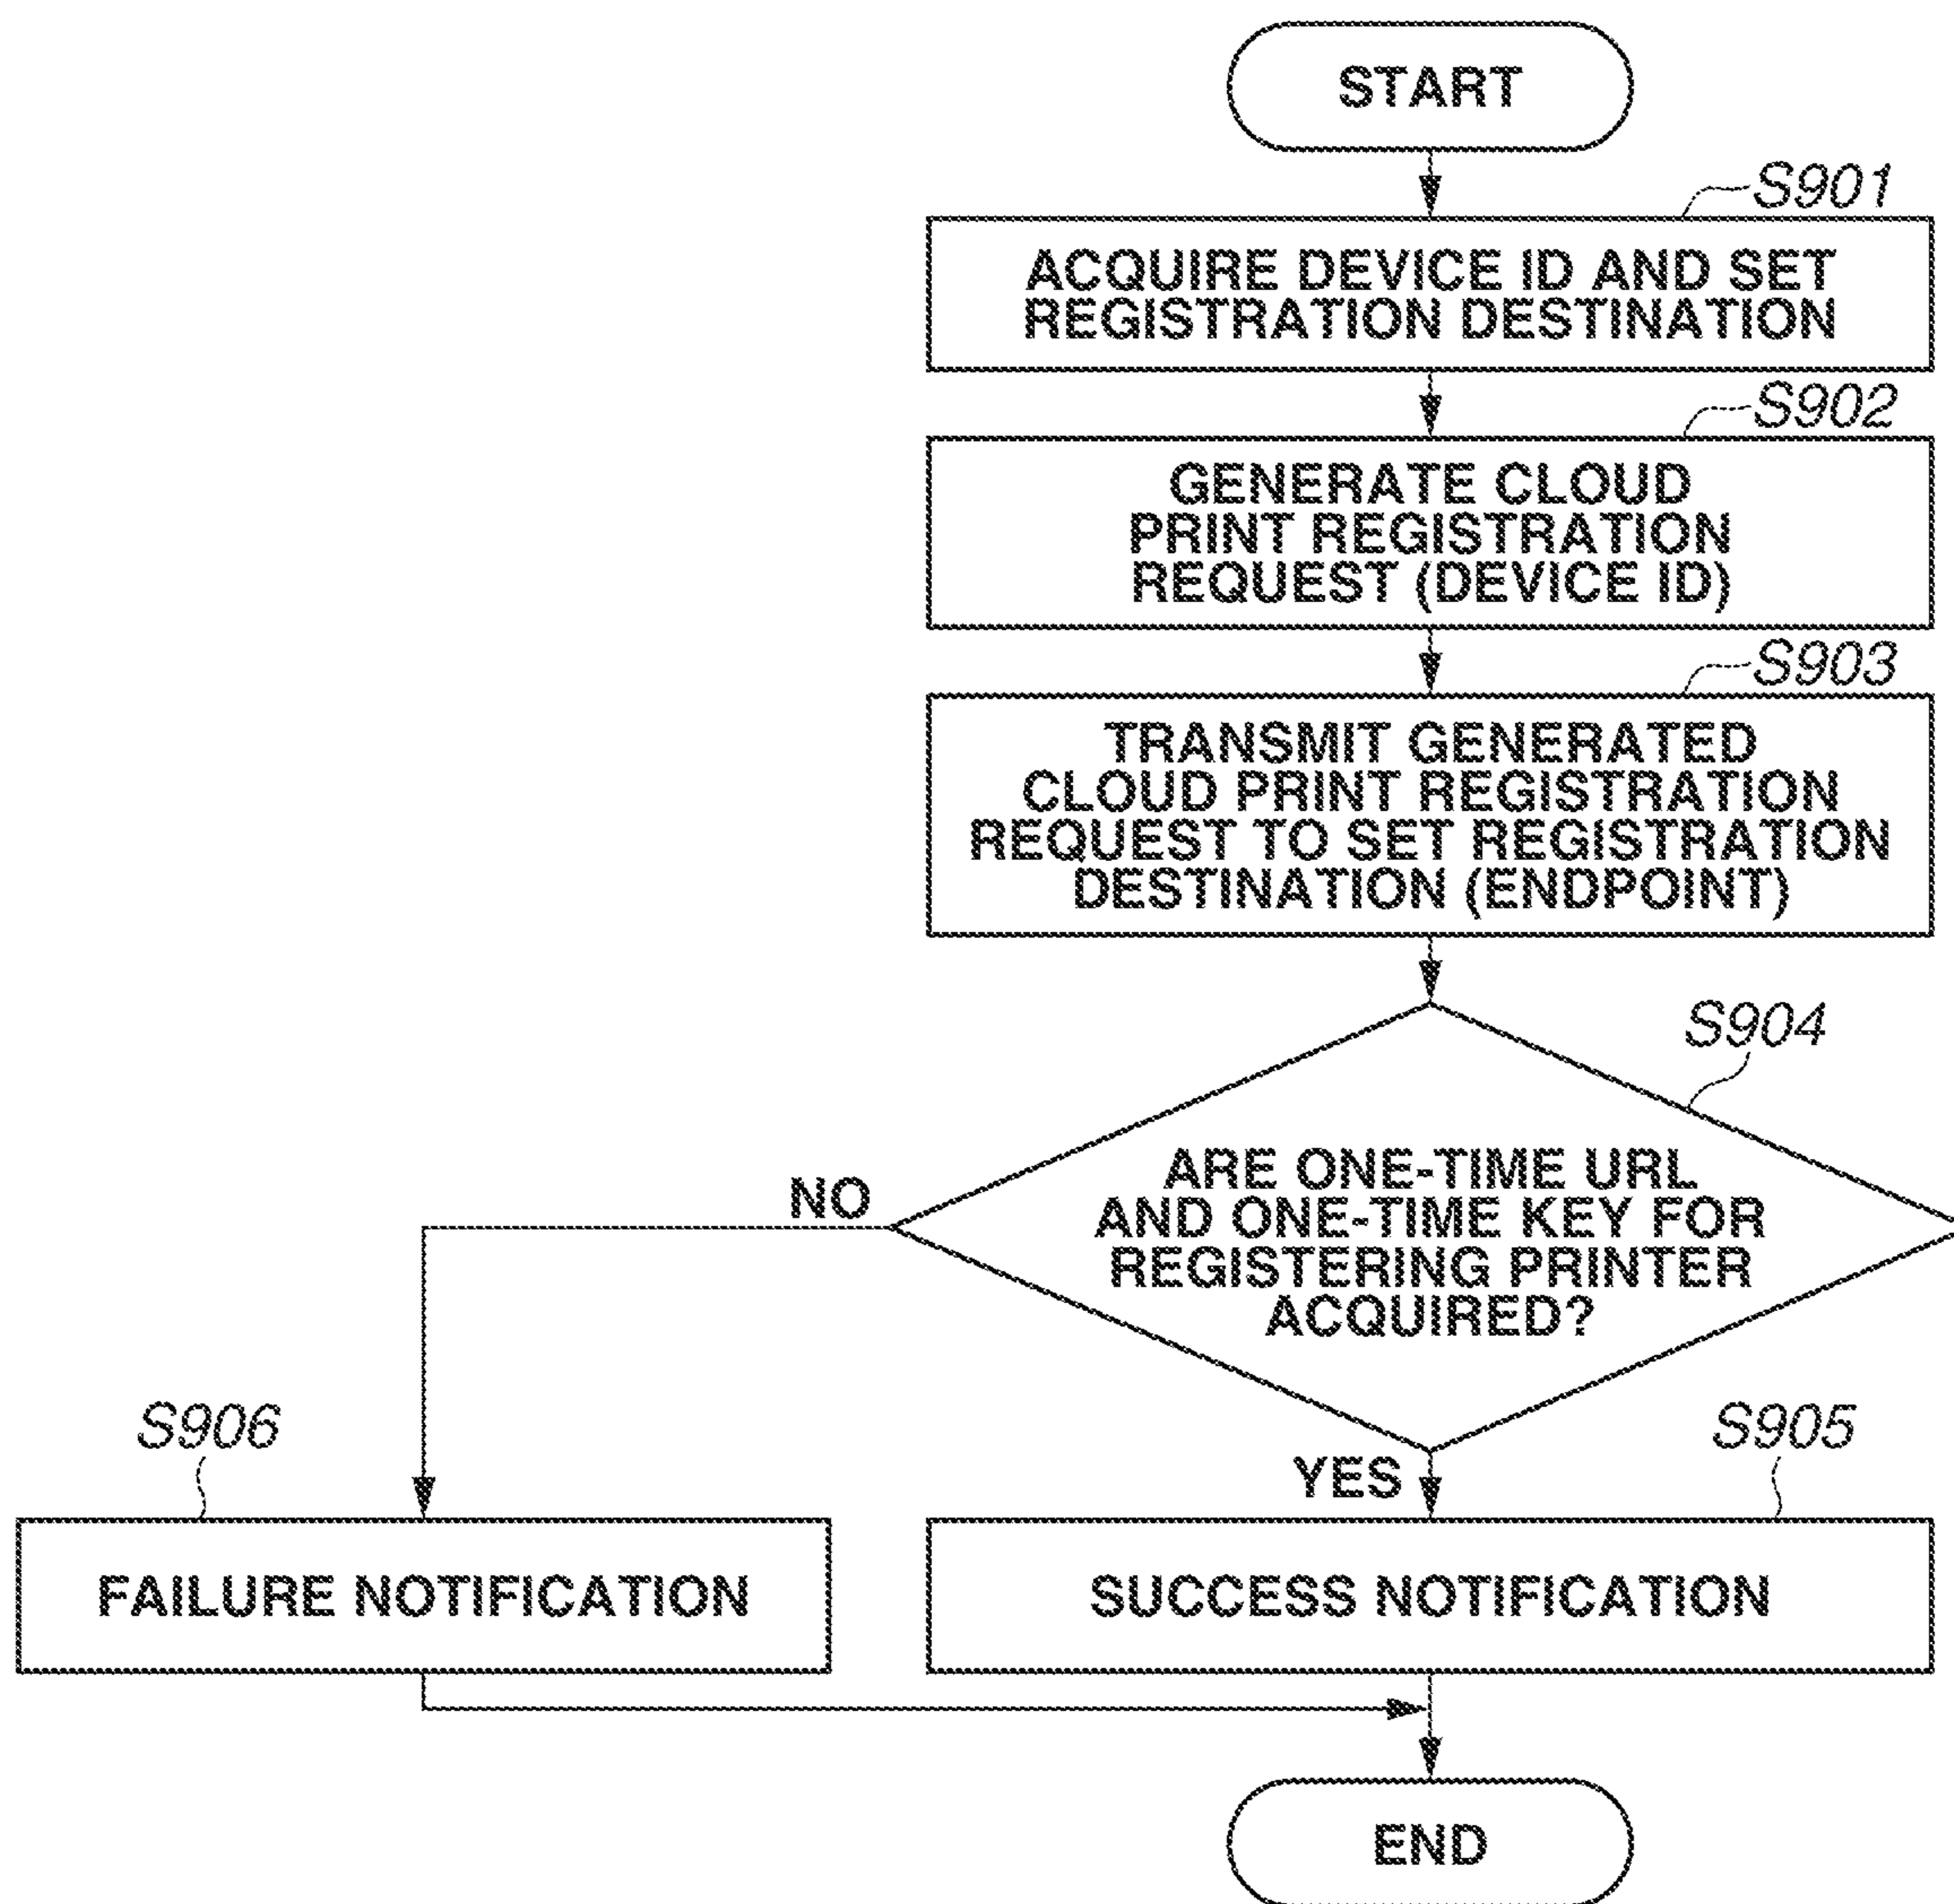 START
S901
ACQUIRE DEVICE ID AND SET
REGISTRATION DESTINATION
S902
GENERATE CLOUD
PRINT REGISTRATION
REQUEST (DEVICE ID)
S903
TRANSMIT GENERATED
CLOUD PRINT REGISTRATION
REQUEST TO SET REGISTRATION
DESTINATION (ENDPOINT)
S904
ARE ONE-TIME URL
AND ONE-TIME KEY FOR
REGISTERING PRINTER
ACQUIRED?
NO
YES
S906
FAILURE NOTIFICATION
S905
SUCCESS NOTIFICATION
END